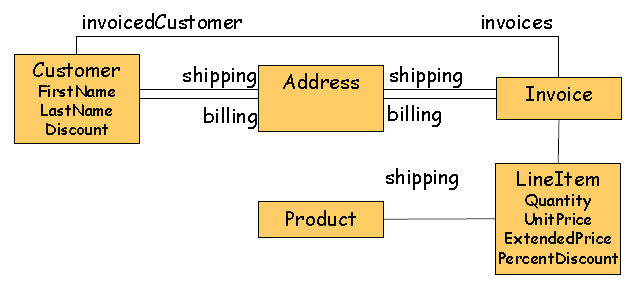 invoicedCustomer invoices
Customer
FirstName
LastName
Discount
shipping
billing
Address
shipping
billing
Invoice
shipping
Product
LineItem
Quantity
UnitPrice
ExtendedPrice
PercentDiscount